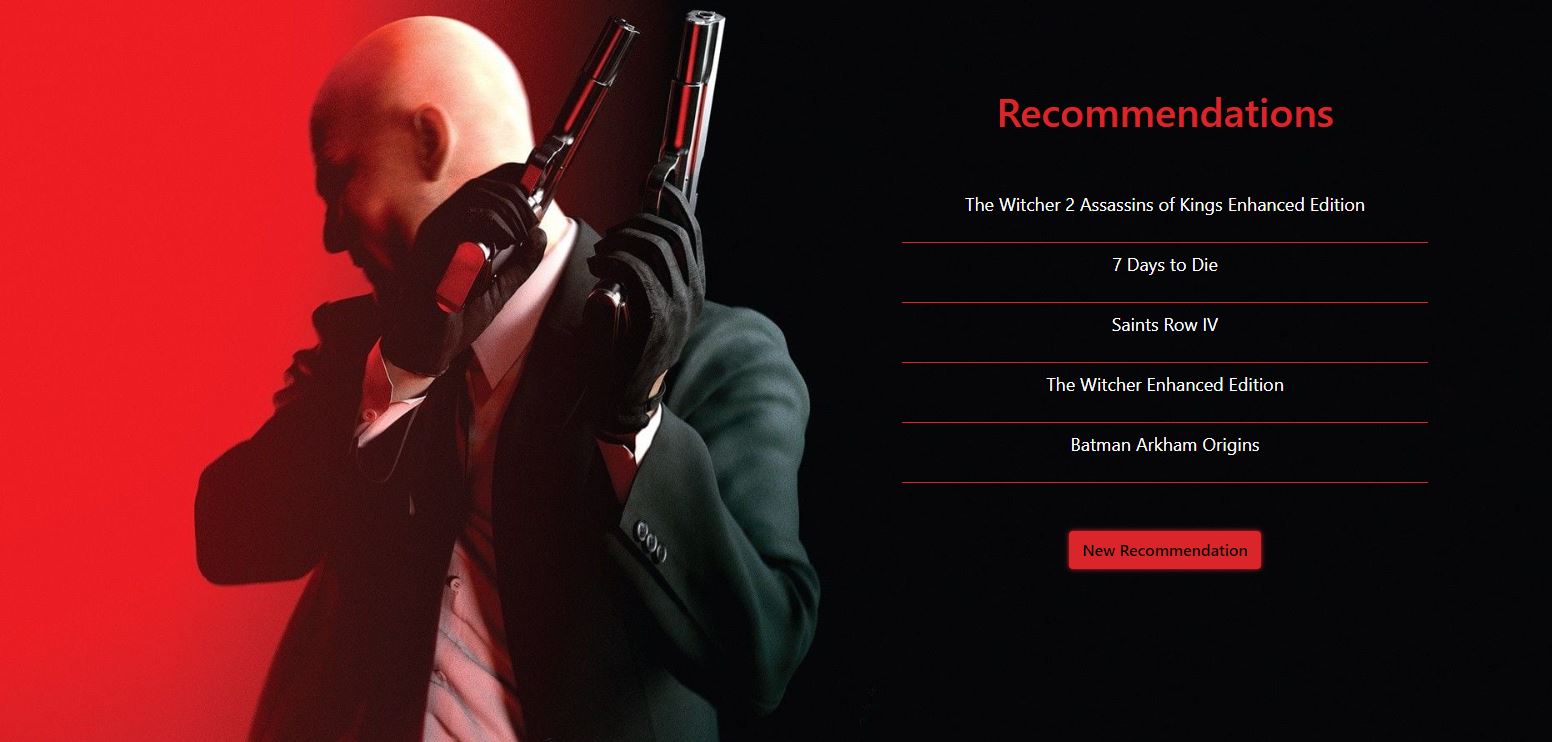 Recommendations
The Witcher 2 Assassins of Kings Enhanced Edition
7 Days to Die
Saints Row IV
The Witcher Enhanced Edition
Batman Arkham Origins
New Recommendation